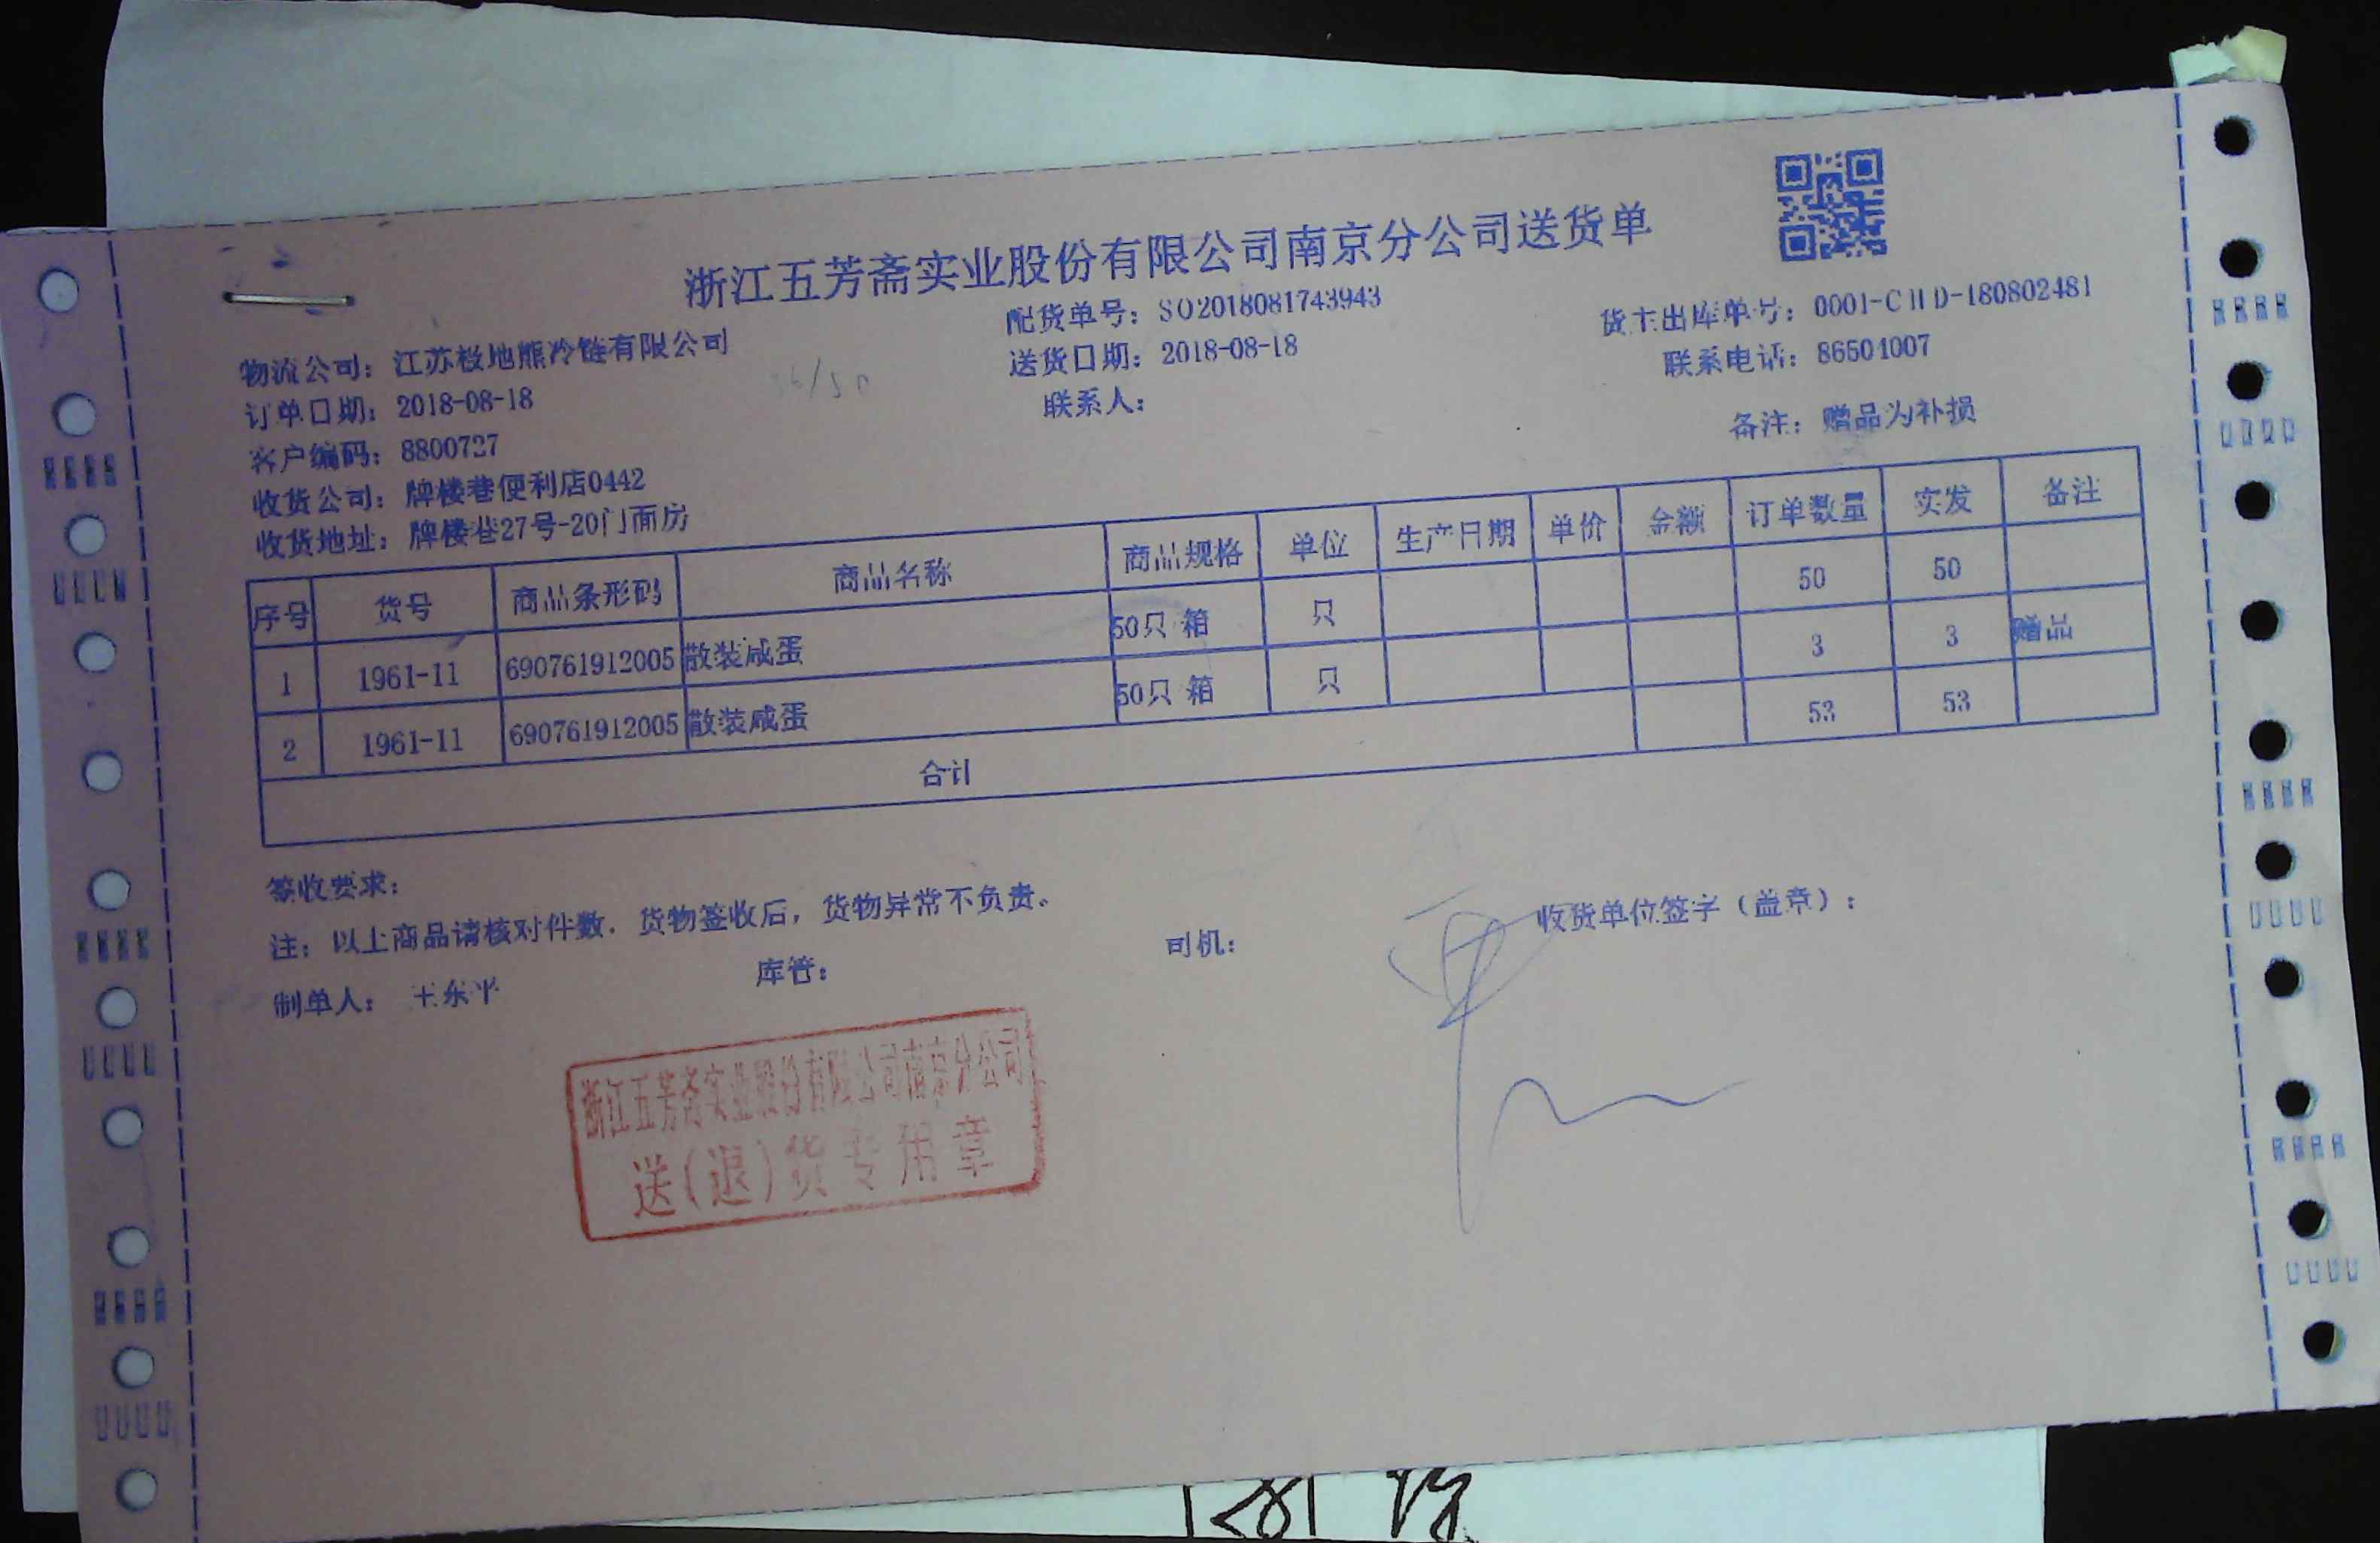 浙江五芳斋实业股份有限公司南京分公司送货单
物流公司：江苏极地熊冷链有限公司 配货单号：SO2018081743943 货主出库单号：0001-CHD-180802481
订单日期：2018-08-18 送货日期：2018-08-18 联系电话：86501007
客户编码：8800727 联系人： 备注：赠品为补损
收货公司：牌楼巷便利店0442
收货地址：牌楼巷27号-20门面房
序号 货号 商品条形码 商品名称 商品规格 单位 生产日期 单价 金额 订单数量 实发 备注
1 1961-11 690761912005 散装咸蛋 50只 箱 只 50 50
2 1961-11 690761912005 散装咸蛋 50只 箱 只 3 3 赠品
合计 53 53
签收要求：
注：以上商品请核对件数，货物签收后，货物异常不负责。
制单人：王东平 库管： 司机： 收货单位签字（盖章）：
浙江五芳斋实业股份有限公司南京分公司
送(退)货专用章